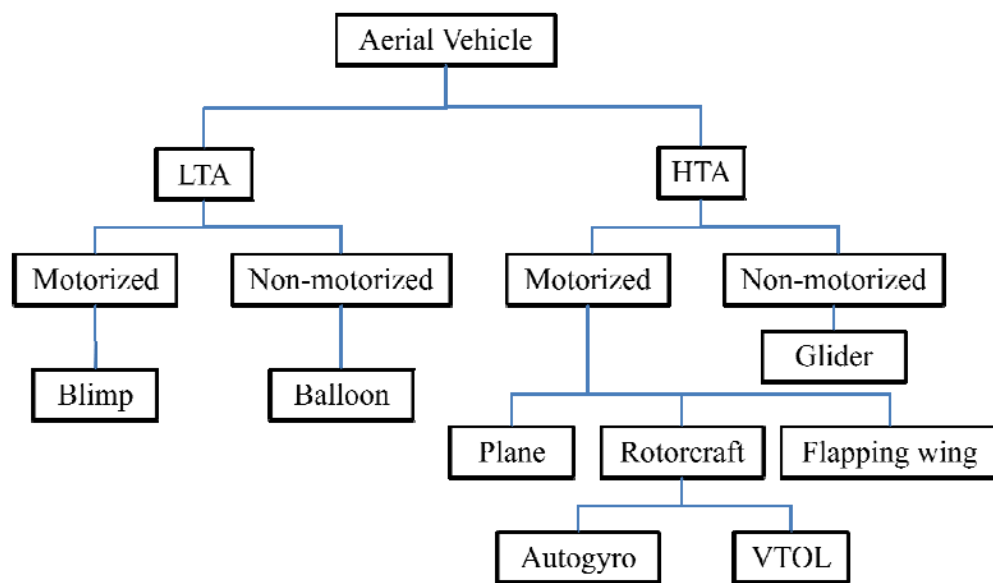 Aerial Vehicle
LTA
HTA
Motorized
Non-motorized
Motorized
Non-motorized
Glider
Blimp
Balloon
Plane
Rotorcraft
Flapping wing
Autogyro
VTOL